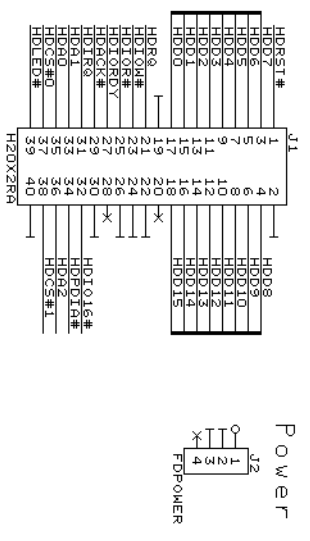 J1
HDRST# 1 2
HDD7 3 4 HDD8
HDD6 5 6 HDD9
HDD5 7 8 HDD10
HDD4 9 10 HDD11
HDD3 11 12 HDD12
HDD2 13 14 HDD13
HDD1 15 16 HDD14
HDD0 17 18 HDD15
19 20
HDRQ 21 22
HDIOW# 23 24
HDIOR# 25 26
HDIORDY 27 28
HDACK# 29 30
HDIRQ 31 32 HDIO16#
HDA1 33 34 HDPDIA#
HDA0 35 36 HDA2
HDCS#0 37 38 HDCS#1
HDLED# 39 40
H20X2RA
Power
J2
1
2
3
4
FDPOWER